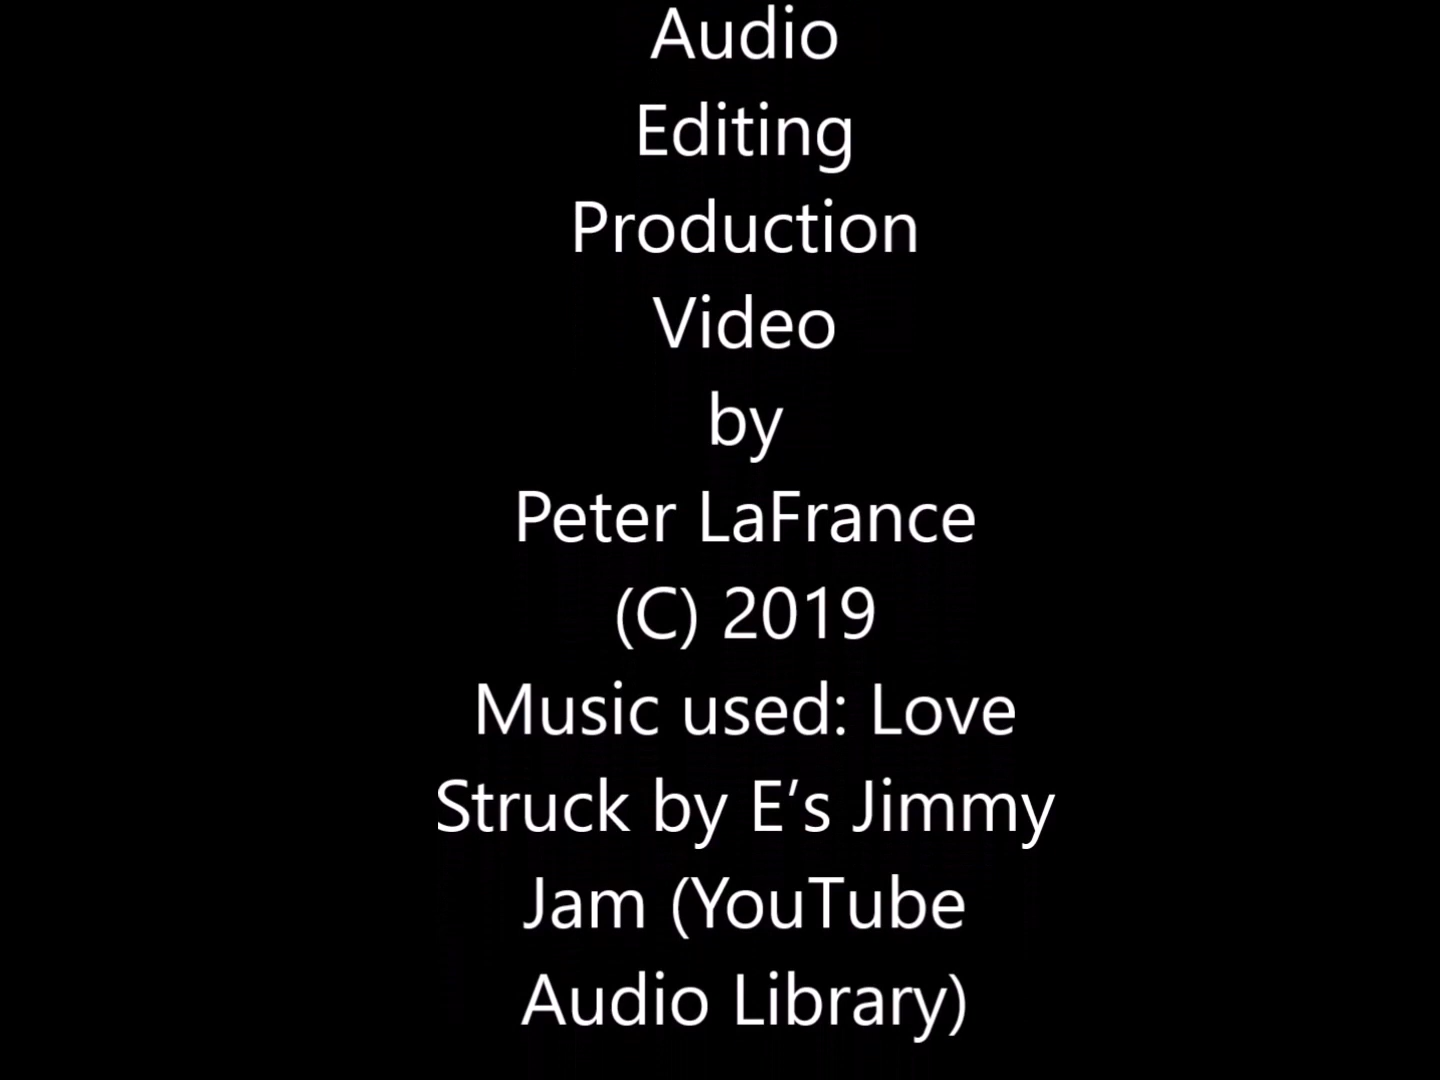 Audio
Editing
Production
Video
by
Peter LaFrance
(C) 2019
Music used: Love
Struck by E’s Jimmy
Jam (YouTube
Audio Library)